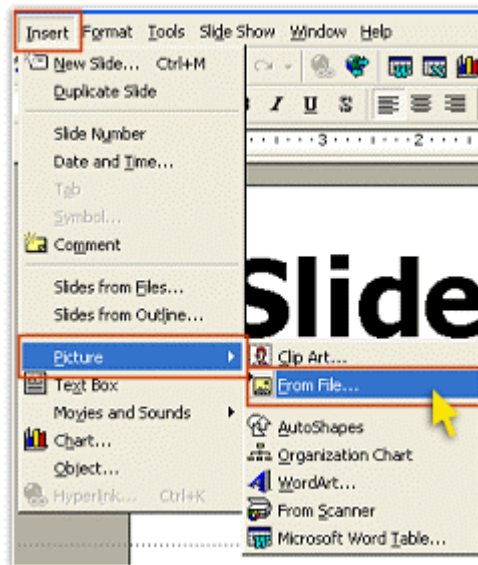 Insert Format Tools Slide Show Window Help
New Slide... Ctrl+M
Duplicate Slide
I U S
Slide Number
3 2
Date and Time...
Tab
Symbol...
Comment
Slides from Files...
Slides from Outline...
Slide
Picture
Clip Art...
From File...
Text Box
Movies and Sounds
AutoShapes
Chart...
Organization Chart
Object...
WordArt...
Hyperlink... Ctrl+K
From Scanner
Microsoft Word Table...